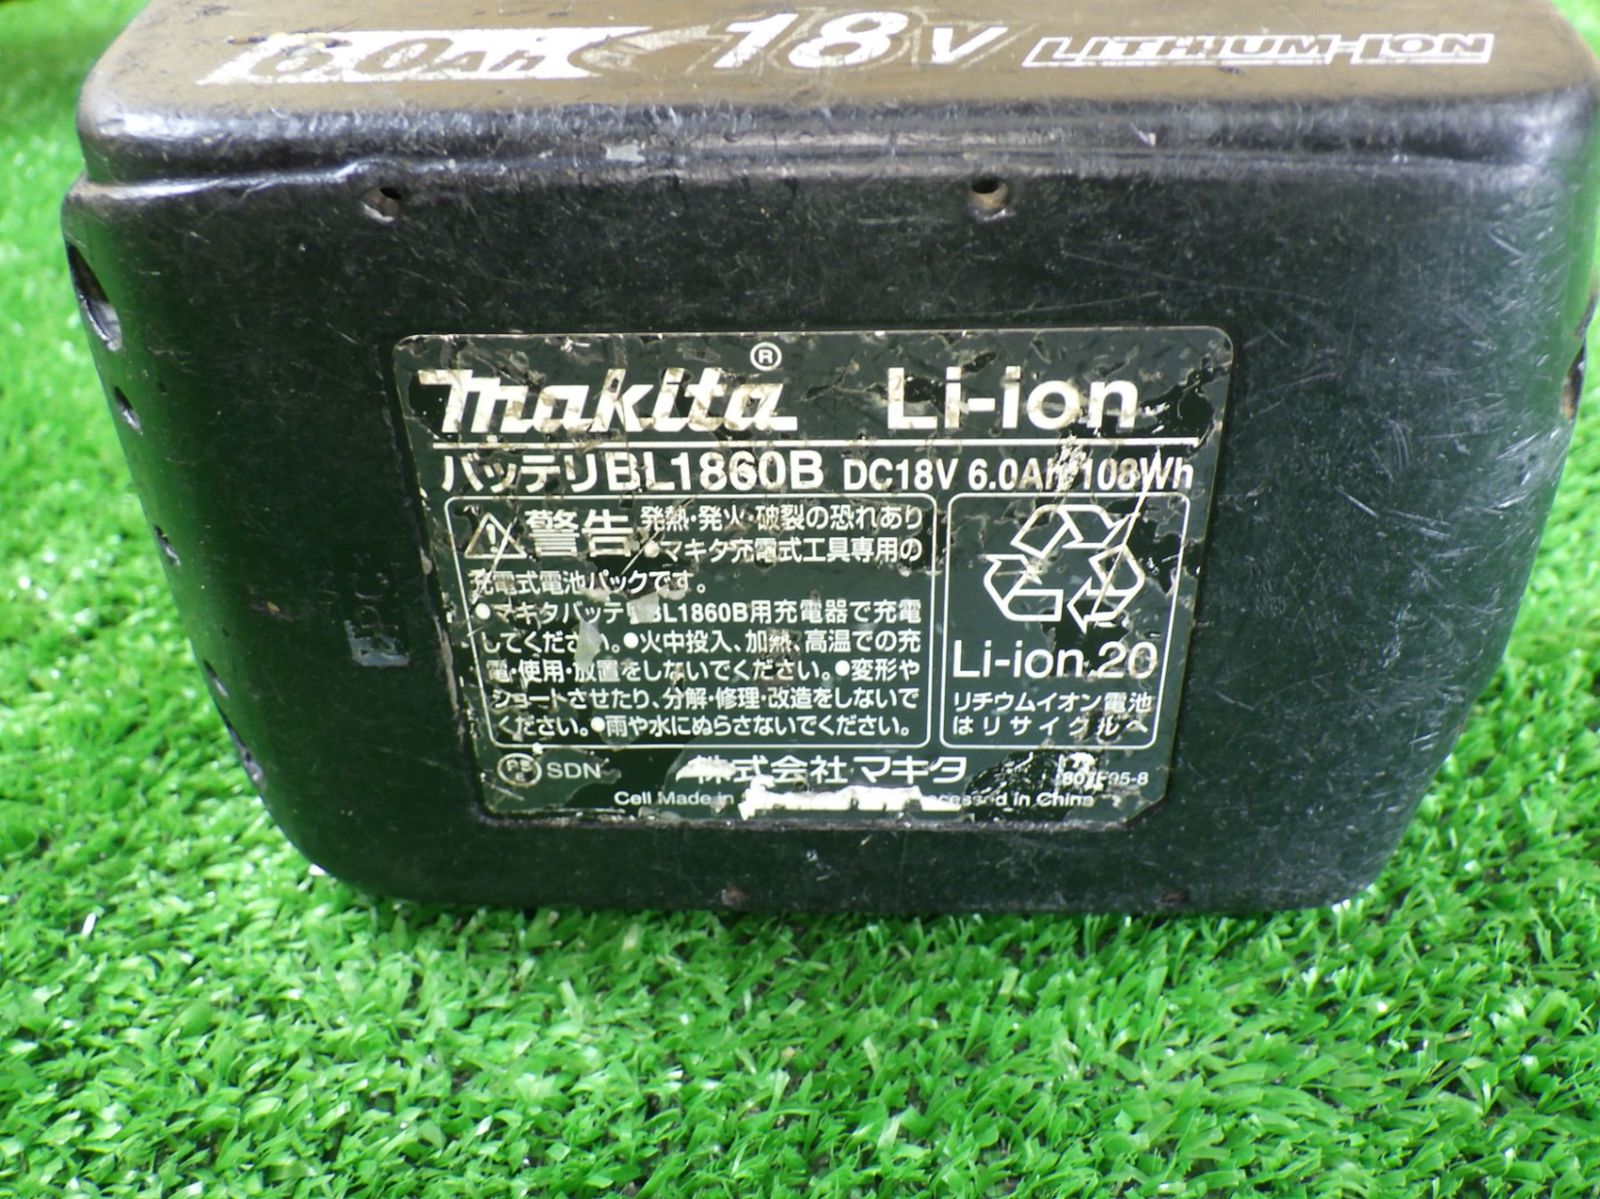 6.0Ah 18V LITHIUM-ION
makita® Li-ion
バッテリBL1860B DC18V 6.0Ah 108Wh
警告 発熱・発火・破裂の恐れあり
●マキタ充電式工具専用の
充電式電池パックです。
●マキタバッテリBL1860B用充電器で充電
してください。●火中投入、加熱、高温での充
電・使用・放置をしないでください。●変形や
ショートさせたり、分解・修理・改造をしないで
ください。●雨や水にぬらさないでください。
Li-ion 20
リチウムイオン電池
はリサイクルへ
PS E SDN 株式会社マキタ
Cell Made in in China